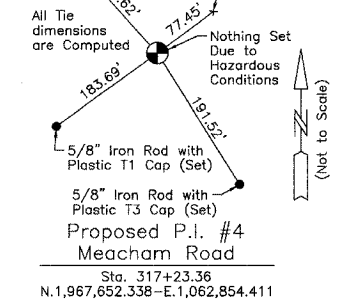 .62'
77.45'
All Tie
dimensions
are Computed
Nothing Set
Due to
Hazardous
Conditions
183.69'
191.52'
5/8" Iron Rod with
Plastic T1 Cap (Set)
5/8" Iron Rod with
Plastic T3 Cap (Set)
N
(Not to Scale)
Proposed P.I. #4
Meacham Road
Sta. 317+23.36
N.1,967,652.338-E.1,062,854.411